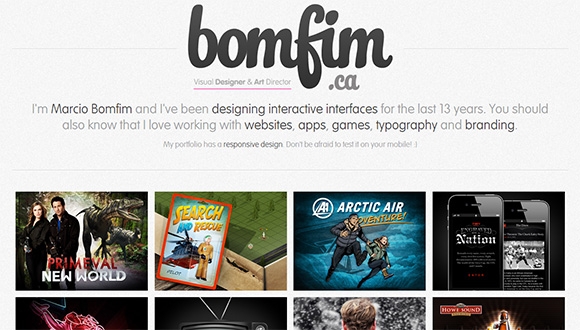 bomfim
.ca
Visual Designer & Art Director
I'm Marcio Bomfim and I've been designing interactive interfaces for the last 13 years. You should
also know that I love working with websites, apps, games, typography and branding.
My portfolio has a responsive design. Don't be afraid to test it on your mobile! :)
PRIMEVAL
NEW WORLD
SEARCH
AND RESCUE
PILOT
AA ARCTIC AIR
ADVENTURE!
Nation
HOWE SOUND